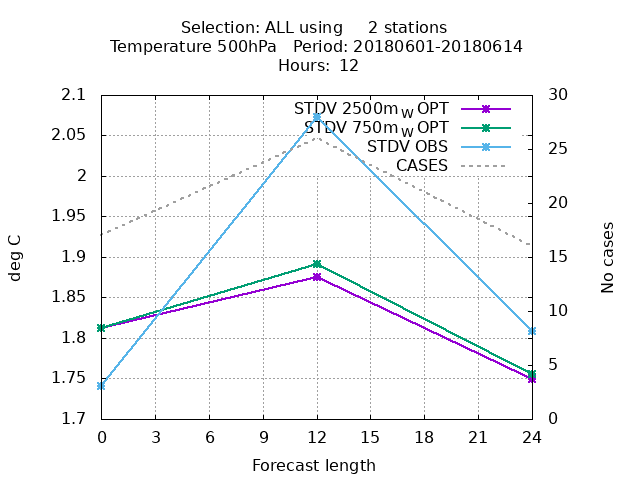 Selection: ALL using     2 stations
Temperature 500hPa   Period: 20180601-20180614
Hours:  12
2.1
2.05
2
1.95
1.9
1.85
1.8
1.75
1.7
deg C
STDV 2500m W OPT
STDV 750m W OPT
STDV OBS
CASES
30
25
20
15
10
5
0
No cases
0 3 6 9 12 15 18 21 24
Forecast length